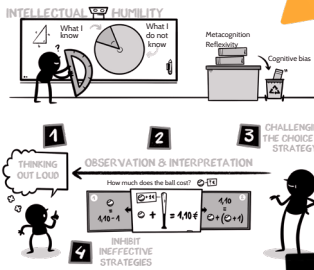 INTELLECTUAL HUMILITY
What I
know
?
What I
do not
know
Metacognition
Reflexivity
Cognitive bias
1
2
3
CHALLENGING
THE CHOICE
STRATEGY
THINKING
OUT LOUD
OBSERVATION & INTERPRETATION
How much does the ball cost?
+ = 1,10 €
1,10 - 1
1,10
=
+ ( + 1)
4
INHIBIT
INEFFECTIVE
STRATEGIES